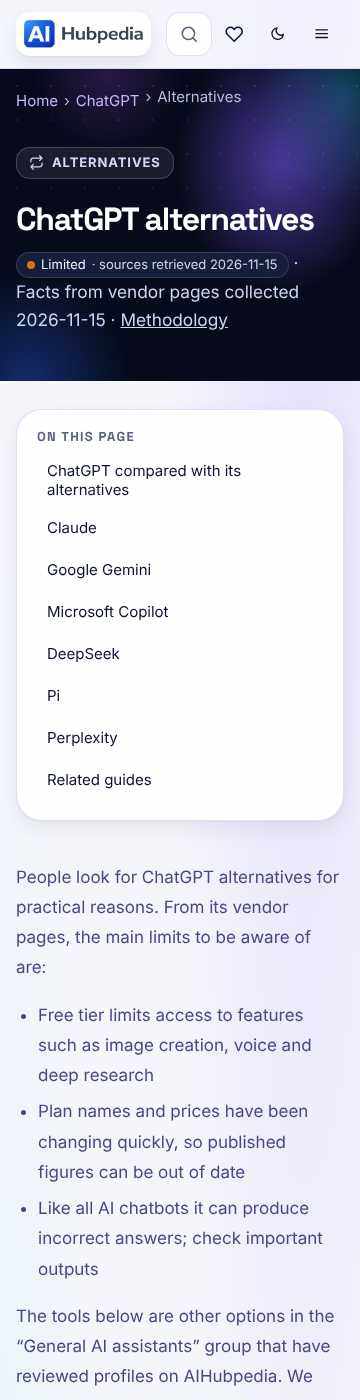 AI Hubpedia
Home › ChatGPT › Alternatives
ALTERNATIVES
ChatGPT alternatives
Limited · sources retrieved 2026-11-15 ·
Facts from vendor pages collected
2026-11-15 · Methodology
ON THIS PAGE
ChatGPT compared with its
alternatives
Claude
Google Gemini
Microsoft Copilot
DeepSeek
Pi
Perplexity
Related guides
People look for ChatGPT alternatives for
practical reasons. From its vendor
pages, the main limits to be aware of
are:
• Free tier limits access to features
such as image creation, voice and
deep research
• Plan names and prices have been
changing quickly, so published
figures can be out of date
• Like all AI chatbots it can produce
incorrect answers; check important
outputs
The tools below are other options in the
“General AI assistants” group that have
reviewed profiles on AIHubpedia. We